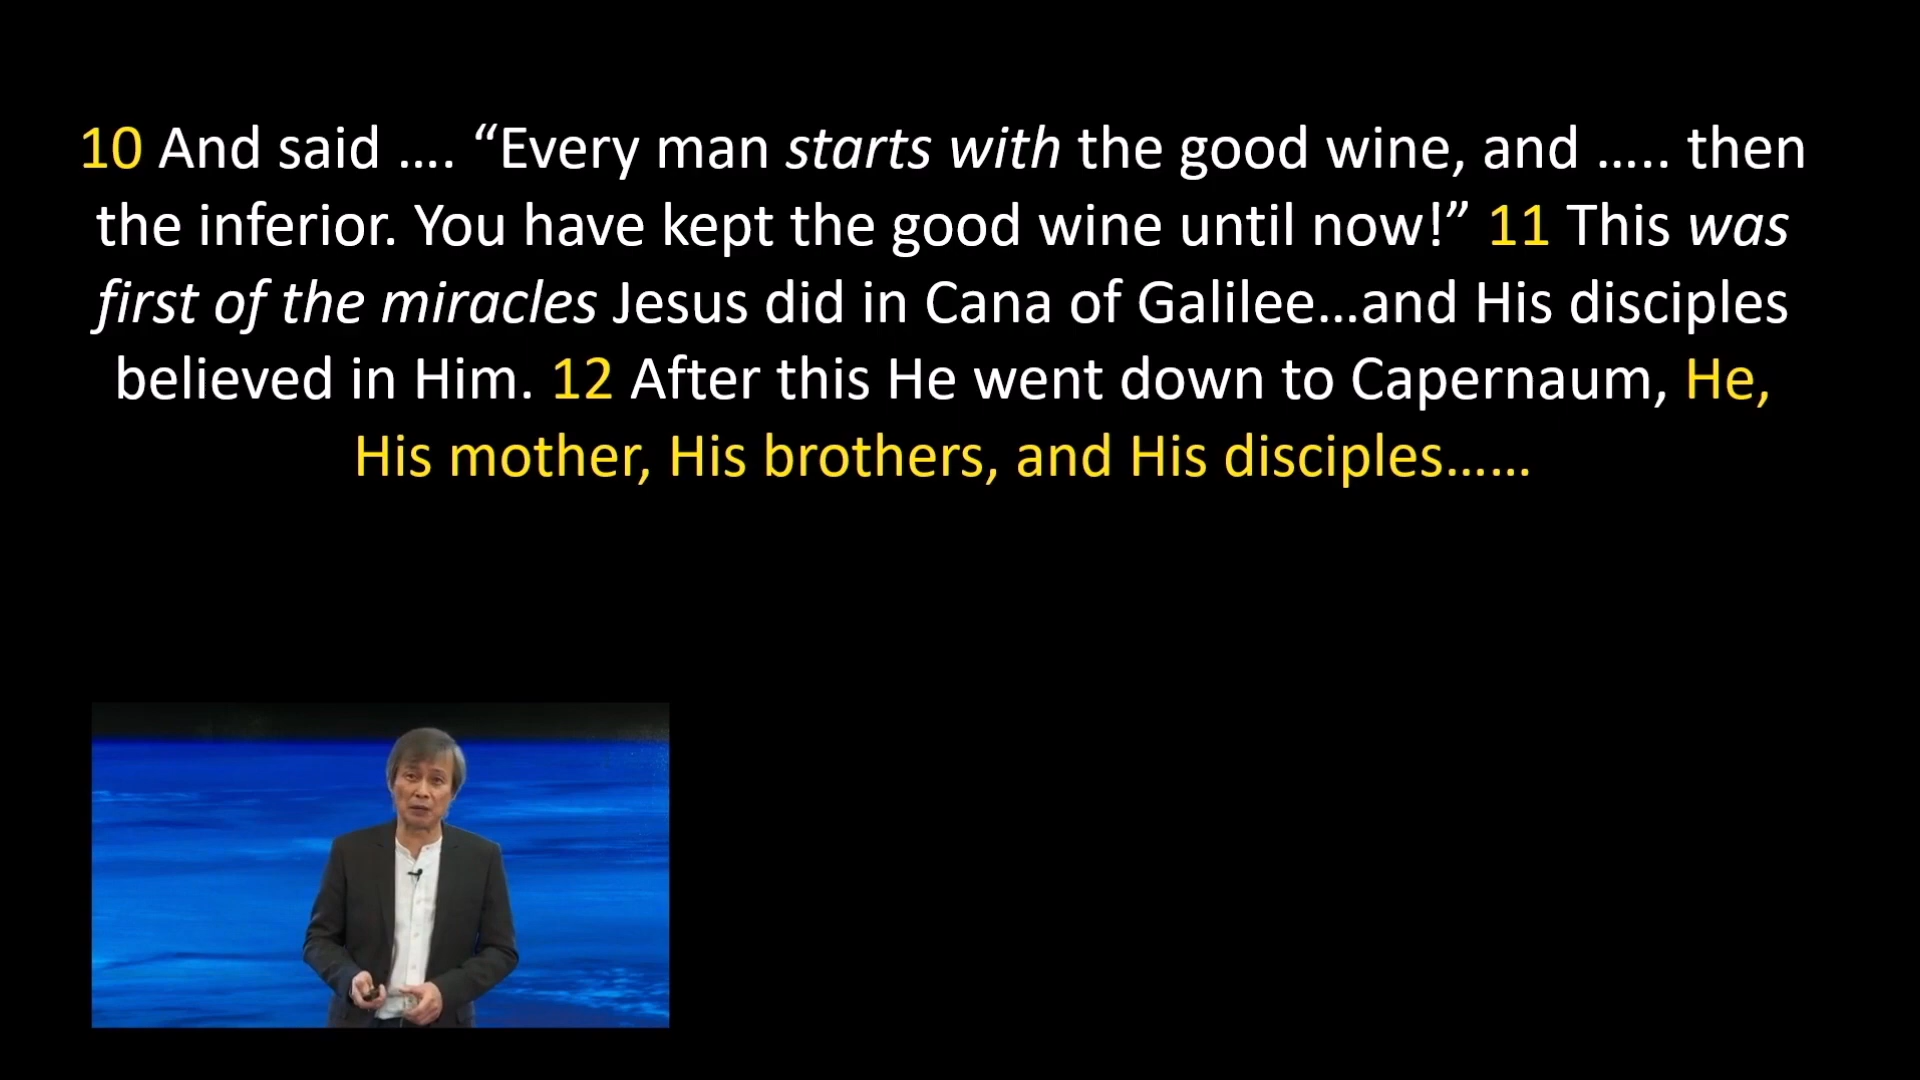 10 And said …. “Every man starts with the good wine, and ….. then
the inferior. You have kept the good wine until now!” 11 This was
first of the miracles Jesus did in Cana of Galilee…and His disciples
believed in Him. 12 After this He went down to Capernaum, He,
His mother, His brothers, and His disciples……